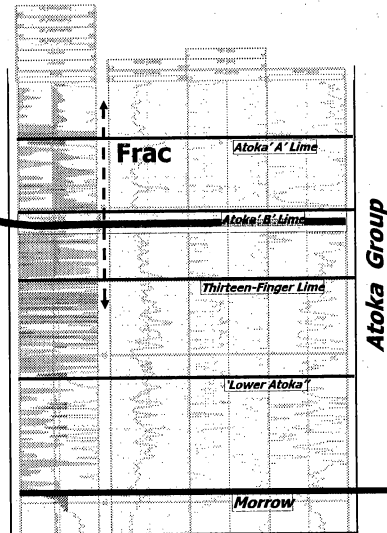 Frac
Atoka' A' Lime
Atoka' B' Lime
Thirteen-Finger Lime
'Lower Atoka"
Morrow
Atoka Group